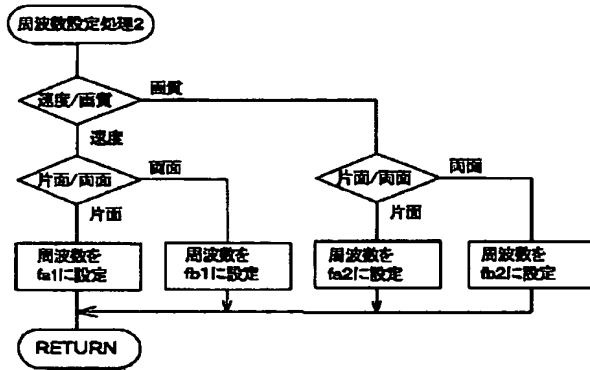 周波数設定処理2
速度/画質
画質
速度
片面/両面
両面
片面/両面
両面
片面
片面
周波数を
fa1に設定
周波数を
fb1に設定
周波数を
fa2に設定
周波数を
fb2に設定
RETURN